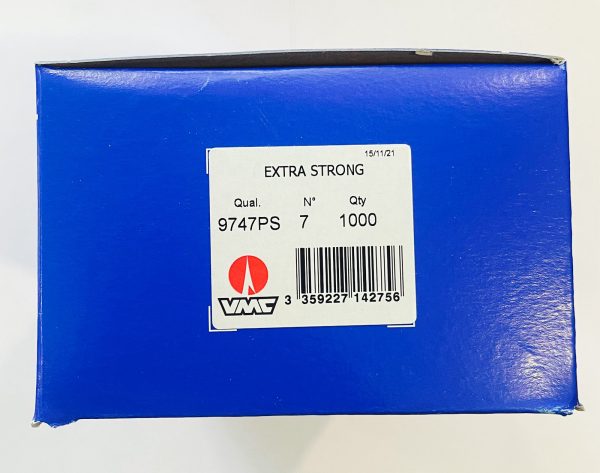 15/11/21
EXTRA STRONG
Qual. N° Qty
9747PS 7 1000
VMC
3 359227 142756